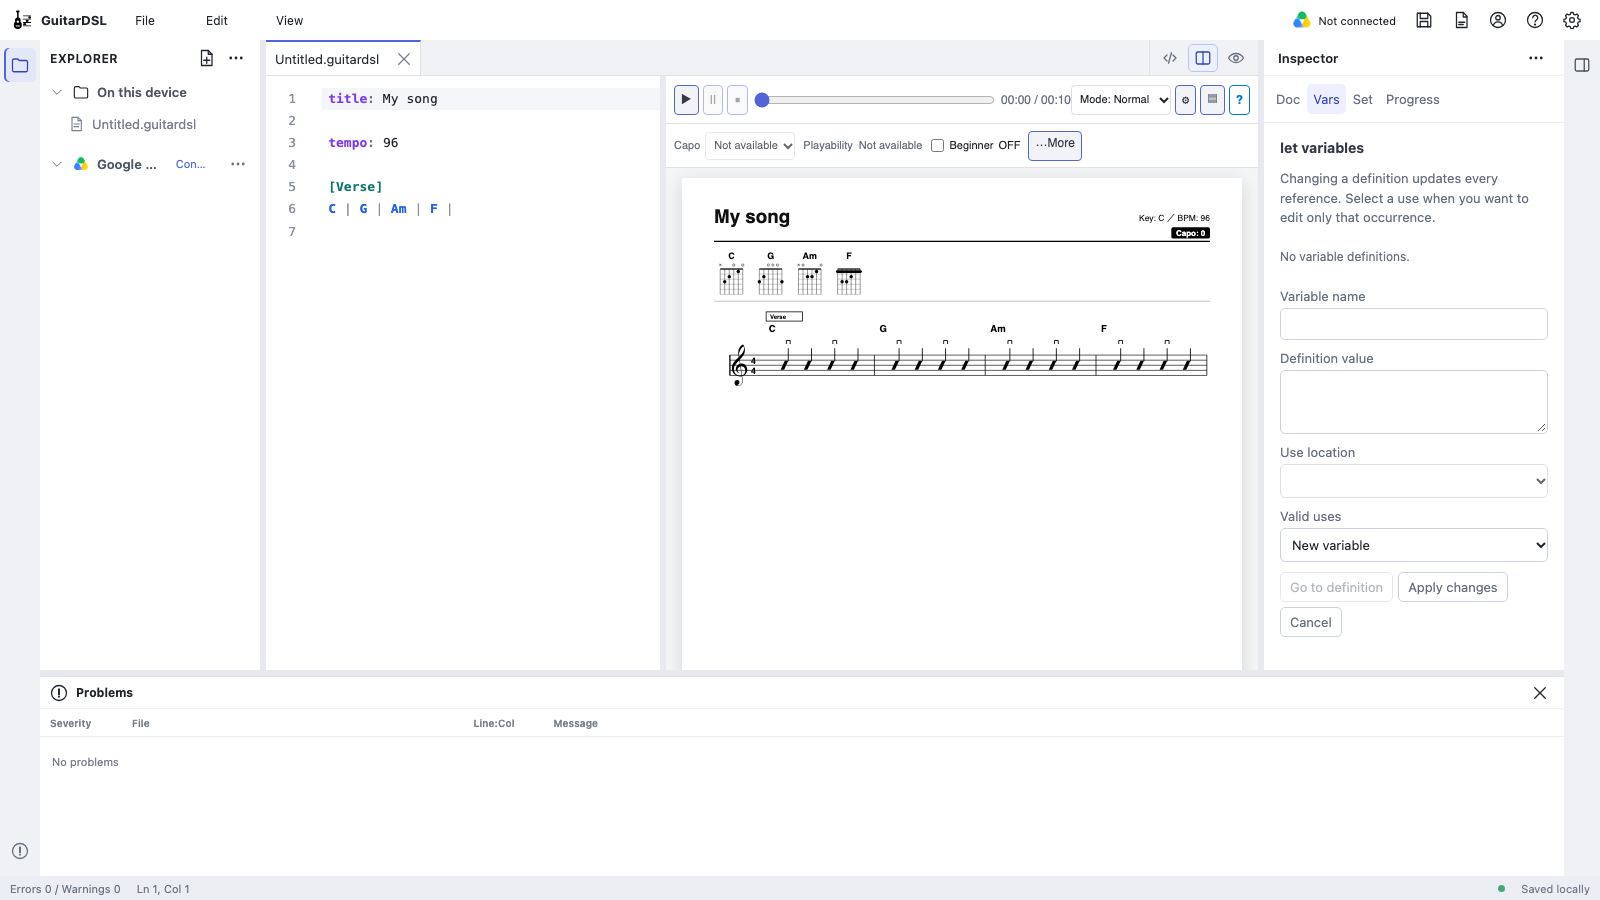 GuitarDSL File Edit View Not connected
EXPLORER
On this device
Untitled.guitardsl
Google ... Con...
Untitled.guitardsl
1 title: My song
2
3 tempo: 96
4
5 [Verse]
6 C | G | Am | F |
7
00:00 / 00:10 Mode: Normal ?
Capo Not available Playability Not available Beginner OFF ...More
My song
Key: C / BPM: 96
Capo: 0
C G Am F
Verse
C G Am F
4
4
Inspector
Doc Vars Set Progress
let variables
Changing a definition updates every
reference. Select a use when you want to
edit only that occurrence.
No variable definitions.
Variable name
Definition value
Use location
Valid uses
New variable
Go to definition Apply changes
Cancel
Problems
Severity File Line:Col Message
No problems
Errors 0 / Warnings 0 Ln 1, Col 1 Saved locally